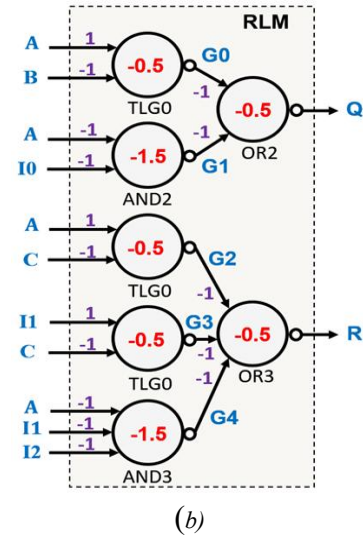 RLM
A 1
B -1
-0.5
TLG0
G0
-1
-0.5
Q
OR2
A -1
I0 -1
-1.5
AND2
G1
-1
A 1
C -1
-0.5
TLG0
G2
-1
I1 1
C -1
-0.5
TLG0
G3
-1
-0.5
R
OR3
A -1
I1 -1
I2 -1
-1.5
AND3
G4
-1
(b)